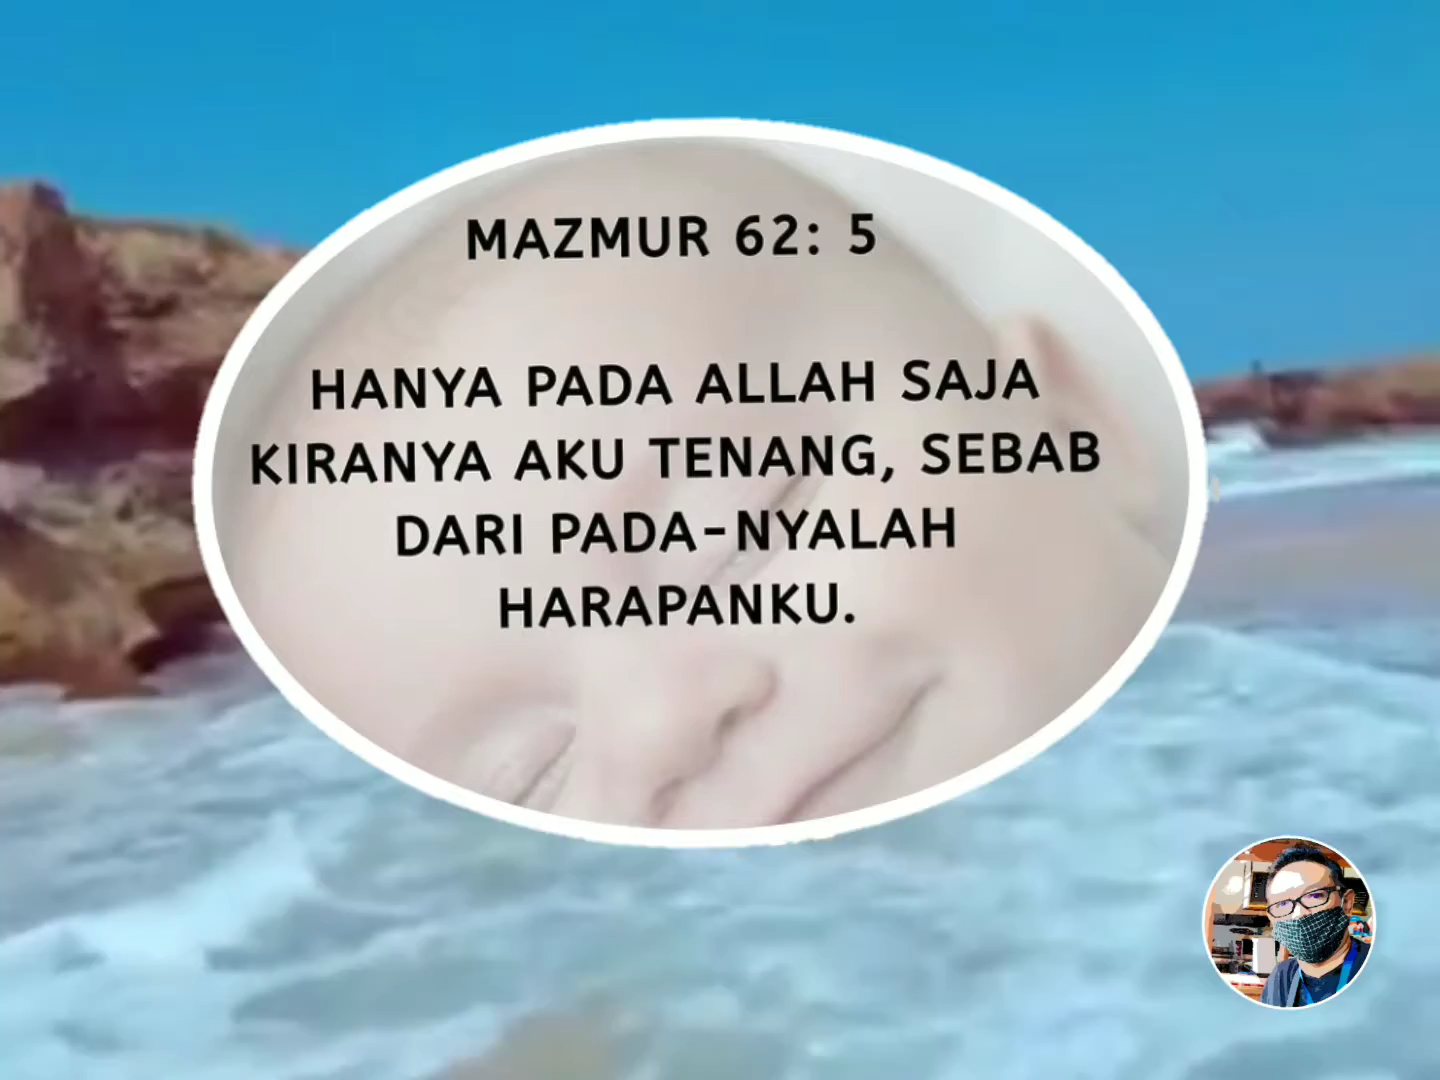 MAZMUR 62: 5
HANYA PADA ALLAH SAJA
KIRANYA AKU TENANG, SEBAB
DARI PADA-NYALAH
HARAPANKU.